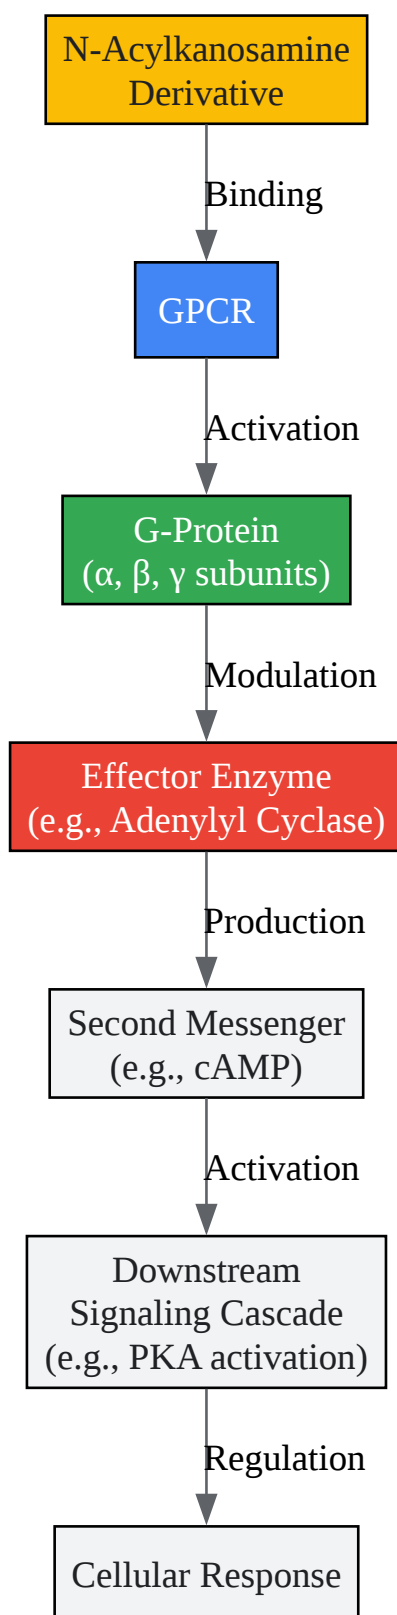 N-Acylkanosamine
Derivative
Binding
GPCR
Activation
G-Protein
(α, β, γ subunits)
Modulation
Effector Enzyme
(e.g., Adenylyl Cyclase)
Production
Second Messenger
(e.g., cAMP)
Activation
Downstream
Signaling Cascade
(e.g., PKA activation)
Regulation
Cellular Response